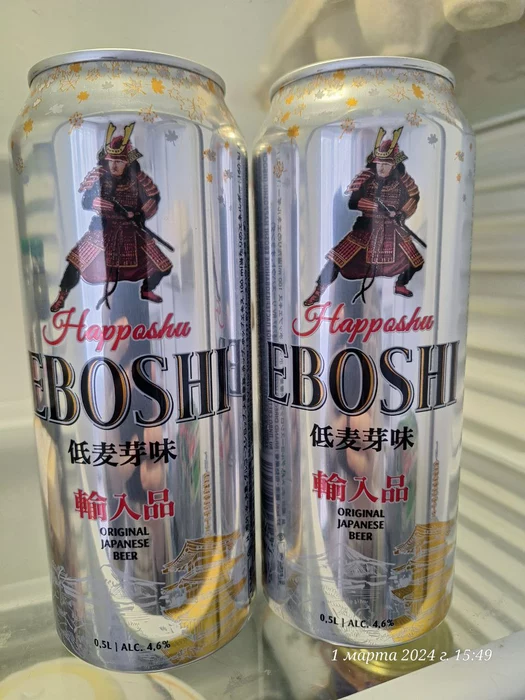 Happoshu
EBOSHI
低麦芽味
輸入品
ORIGINAL
JAPANESE
BEER
0,5L | ALC. 4,6%
Happoshu
EBOSHI
低麦芽味
輸入品
ORIGINAL
JAPANESE
BEER
0,5L | ALC. 4,6%
1 марта 2024 г. 15:49